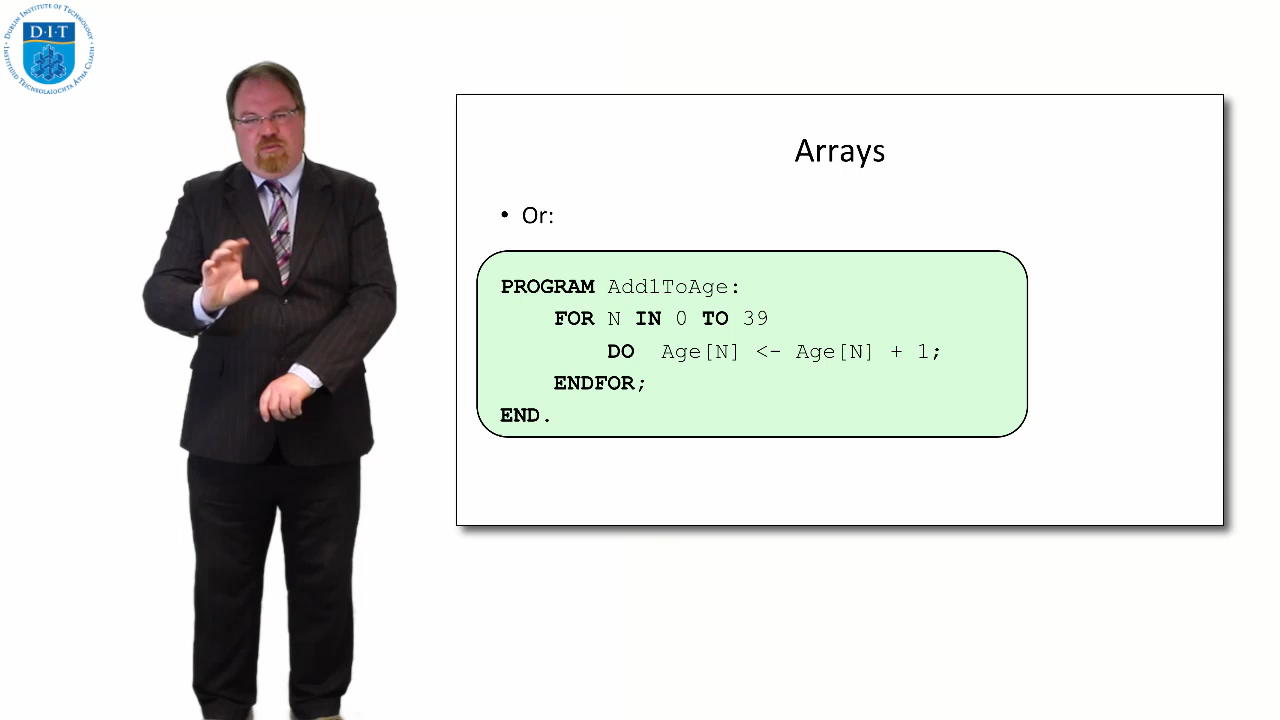 DUBLIN INSTITUTE OF TECHNOLOGY
D·I·T
INSTITIÚID TEICNEOLAÍOCHTA ÁTHA CLIATH
Arrays
• Or:
PROGRAM Add1ToAge:
FOR N IN 0 TO 39
DO Age[N] <- Age[N] + 1;
ENDFOR;
END.